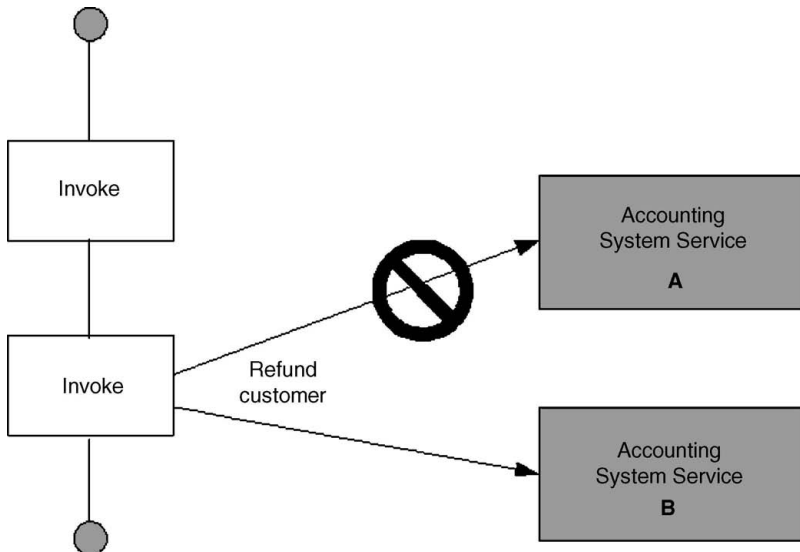 Invoke
Accounting
System Service
A
Invoke
Refund
customer
Accounting
System Service
B